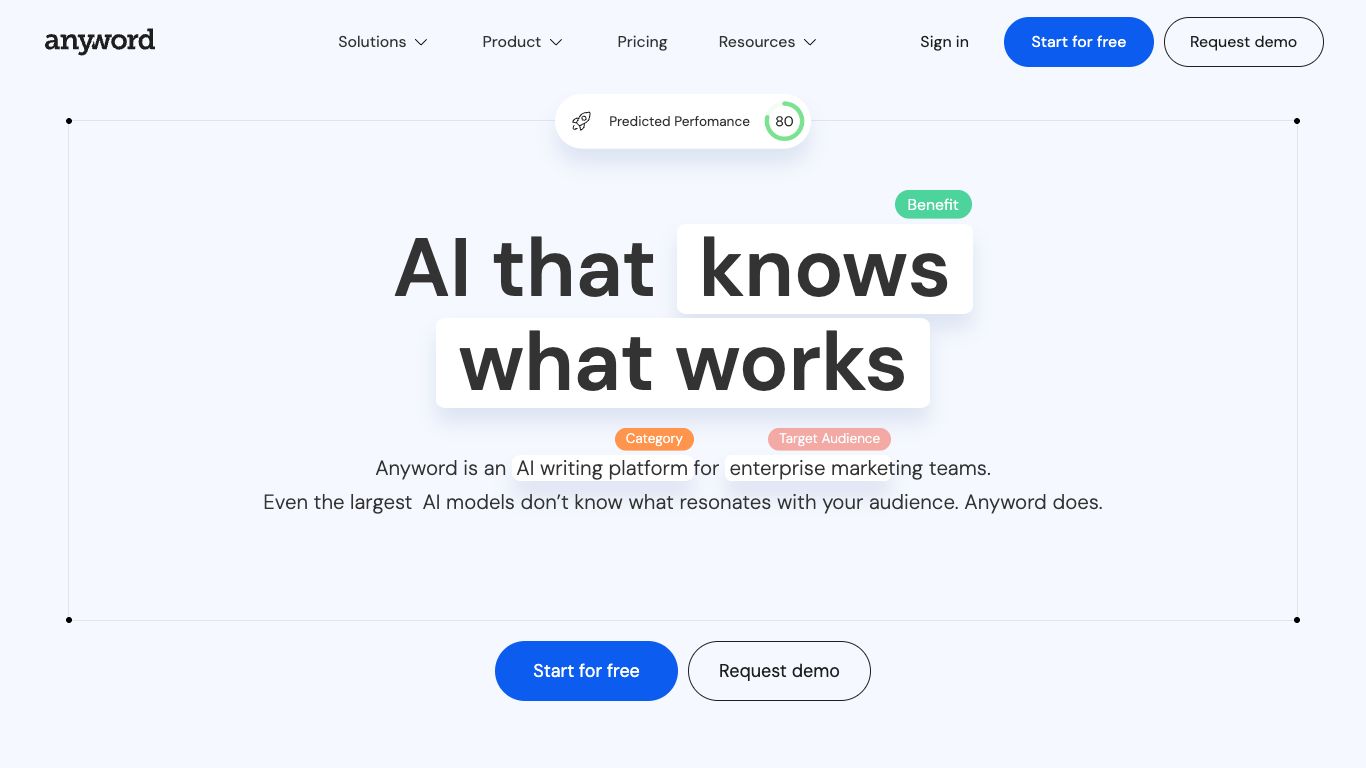 anyword
Solutions
Product
Pricing
Resources
Sign in
Start for free
Request demo
Predicted Perfomance
80
Benefit
AI that knows
what works
Category
Target Audience
Anyword is an AI writing platform for enterprise marketing teams.
Even the largest AI models don’t know what resonates with your audience. Anyword does.
Start for free
Request demo